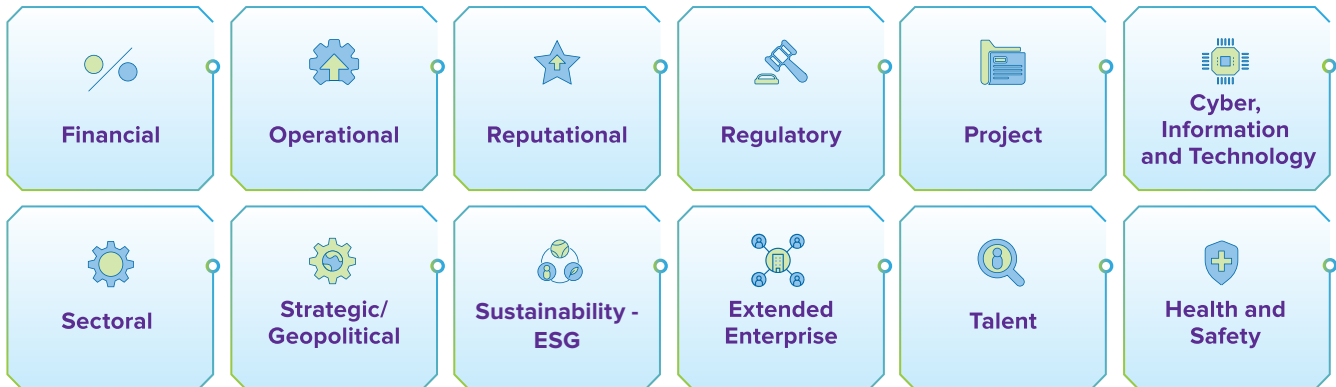 Financial
Operational
Reputational
Regulatory
Project
Cyber,
Information
and Technology
Sectoral
Strategic/
Geopolitical
Sustainability -
ESG
Extended
Enterprise
Talent
Health and
Safety